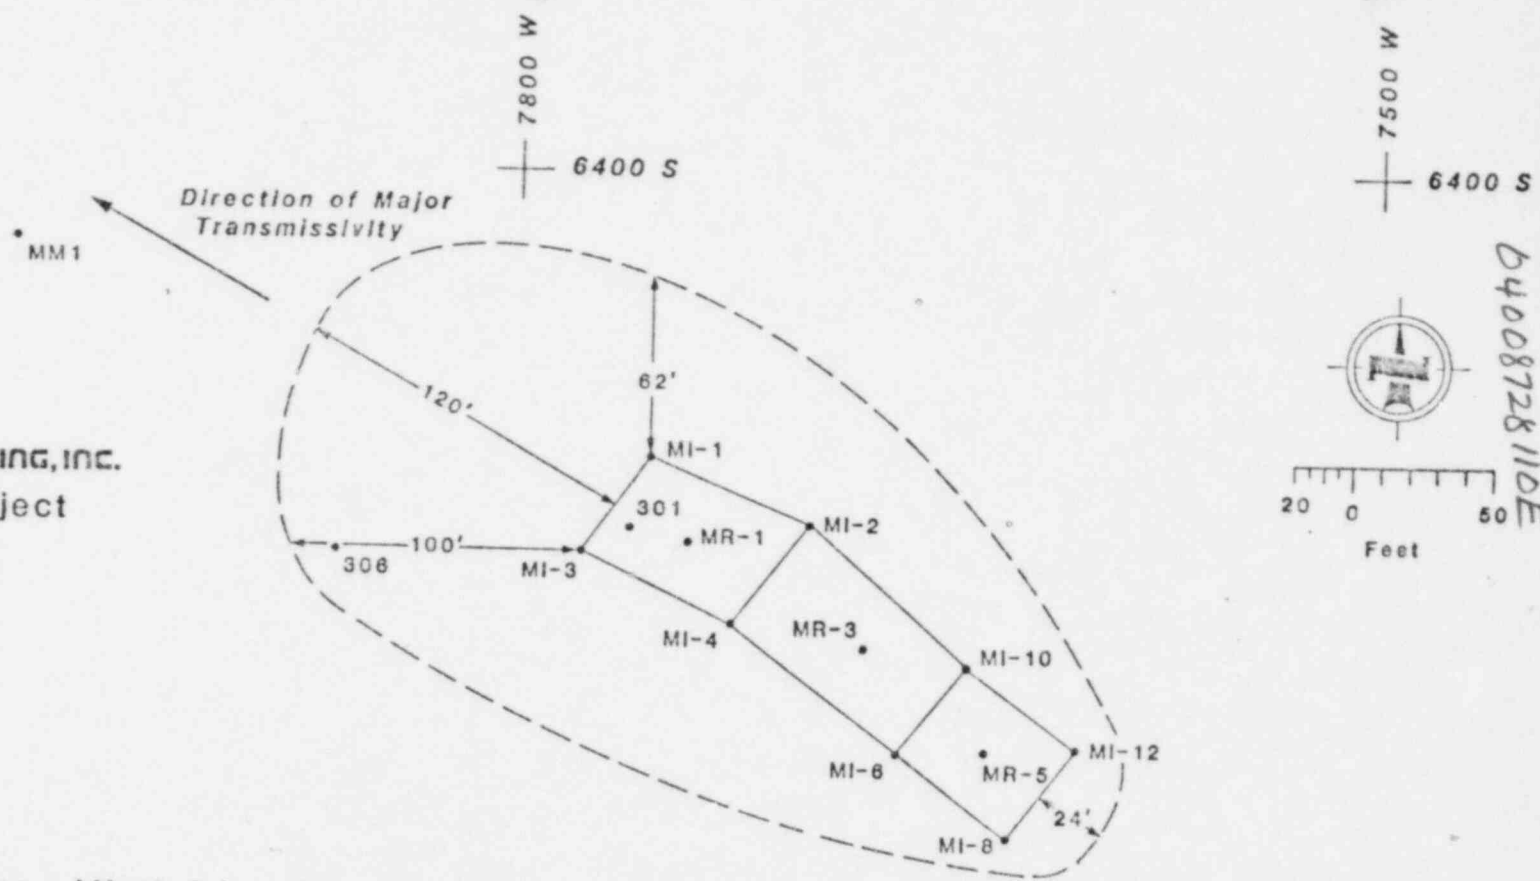 7800 W
6400 S
7500 W
6400 S
Direction of Major
Transmissivity
MM1
6400872811OE
62'
120'
ING, INC.
ject
MI-1
301
MR-1
MI-2
100'
306
MI-3
MI-4
MR-3
MI-10
MI-6
MR-5
MI-12
24'
MI-8
20 0 50
Feet